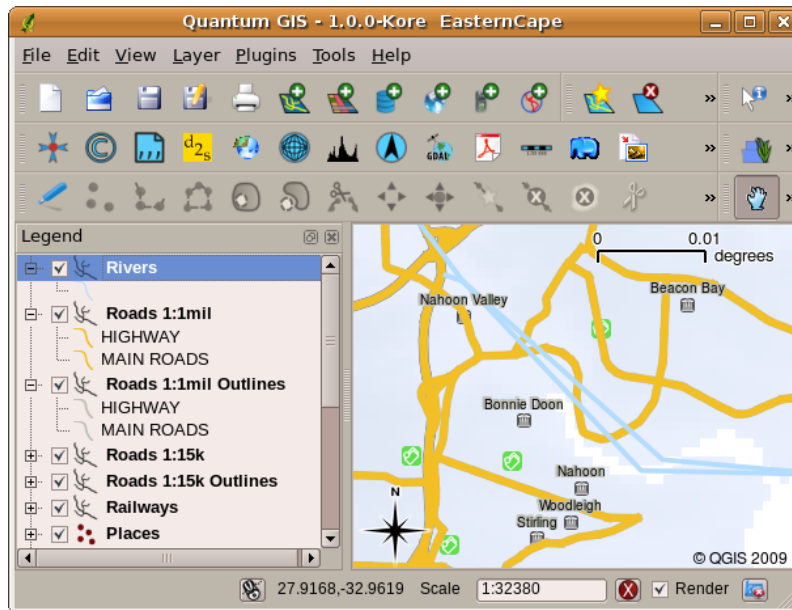 Quantum GIS - 1.0.0-Kore EasternCape
File Edit View Layer Plugins Tools Help
d2s
GDAL
Legend
Rivers
Roads 1:1mil
HIGHWAY
MAIN ROADS
Roads 1:1mil Outlines
HIGHWAY
MAIN ROADS
Roads 1:15k
Roads 1:15k Outlines
Railways
Places
0 0.01
degrees
Nahoon Valley
Beacon Bay
Bonnie Doon
Nahoon
Woodleigh
Stirling
N
© QGIS 2009
27.9168,-32.9619 Scale 1:32380 Render